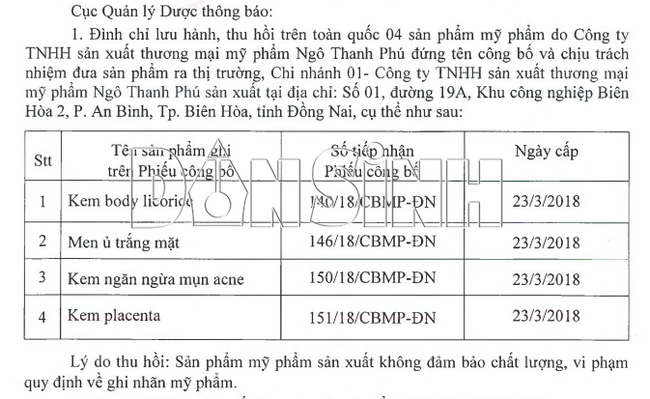 Cục Quản lý Dược thông báo:
1. Đình chỉ lưu hành, thu hồi trên toàn quốc 04 sản phẩm mỹ phẩm do Công ty
TNHH sản xuất thương mại mỹ phẩm Ngô Thanh Phú đứng tên công bố và chịu trách
nhiệm đưa sản phẩm ra thị trường, Chi nhánh 01- Công ty TNHH sản xuất thương mại
mỹ phẩm Ngô Thanh Phú sản xuất tại địa chỉ: Số 01, đường 19A, Khu công nghiệp Biên
Hòa 2, P. An Bình, Tp. Biên Hòa, tỉnh Đồng Nai, cụ thể như sau:
Stt Tên sản phẩm ghi trên Phiếu công bố Số tiếp nhận Phiếu công bố Ngày cấp
1 Kem body licorice 140/18/CBMP-ĐN 23/3/2018
2 Men ủ trắng mặt 146/18/CBMP-ĐN 23/3/2018
3 Kem ngăn ngừa mụn acne 150/18/CBMP-ĐN 23/3/2018
4 Kem placenta 151/18/CBMP-ĐN 23/3/2018
DÂN SINH
Lý do thu hồi: Sản phẩm mỹ phẩm sản xuất không đảm bảo chất lượng, vi phạm
quy định về ghi nhãn mỹ phẩm.